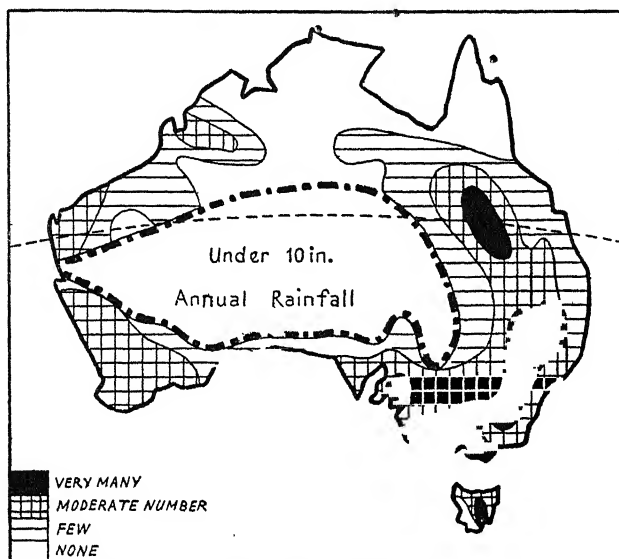 Under 10in.
Annual Rainfall
VERY MANY
MODERATE NUMBER
FEW
NONE